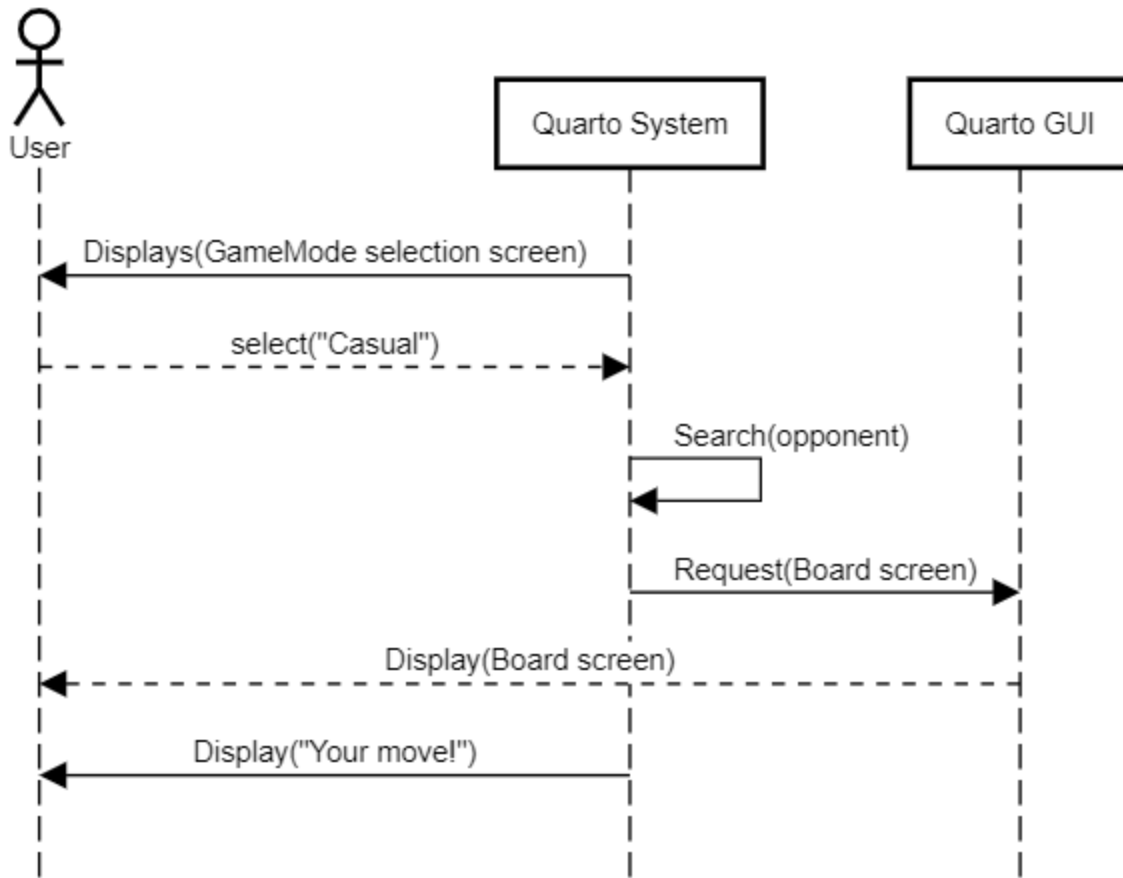 User
Quarto System
Quarto GUI
Displays(GameMode selection screen)
select("Casual")
Search(opponent)
Request(Board screen)
Display(Board screen)
Display("Your move!")